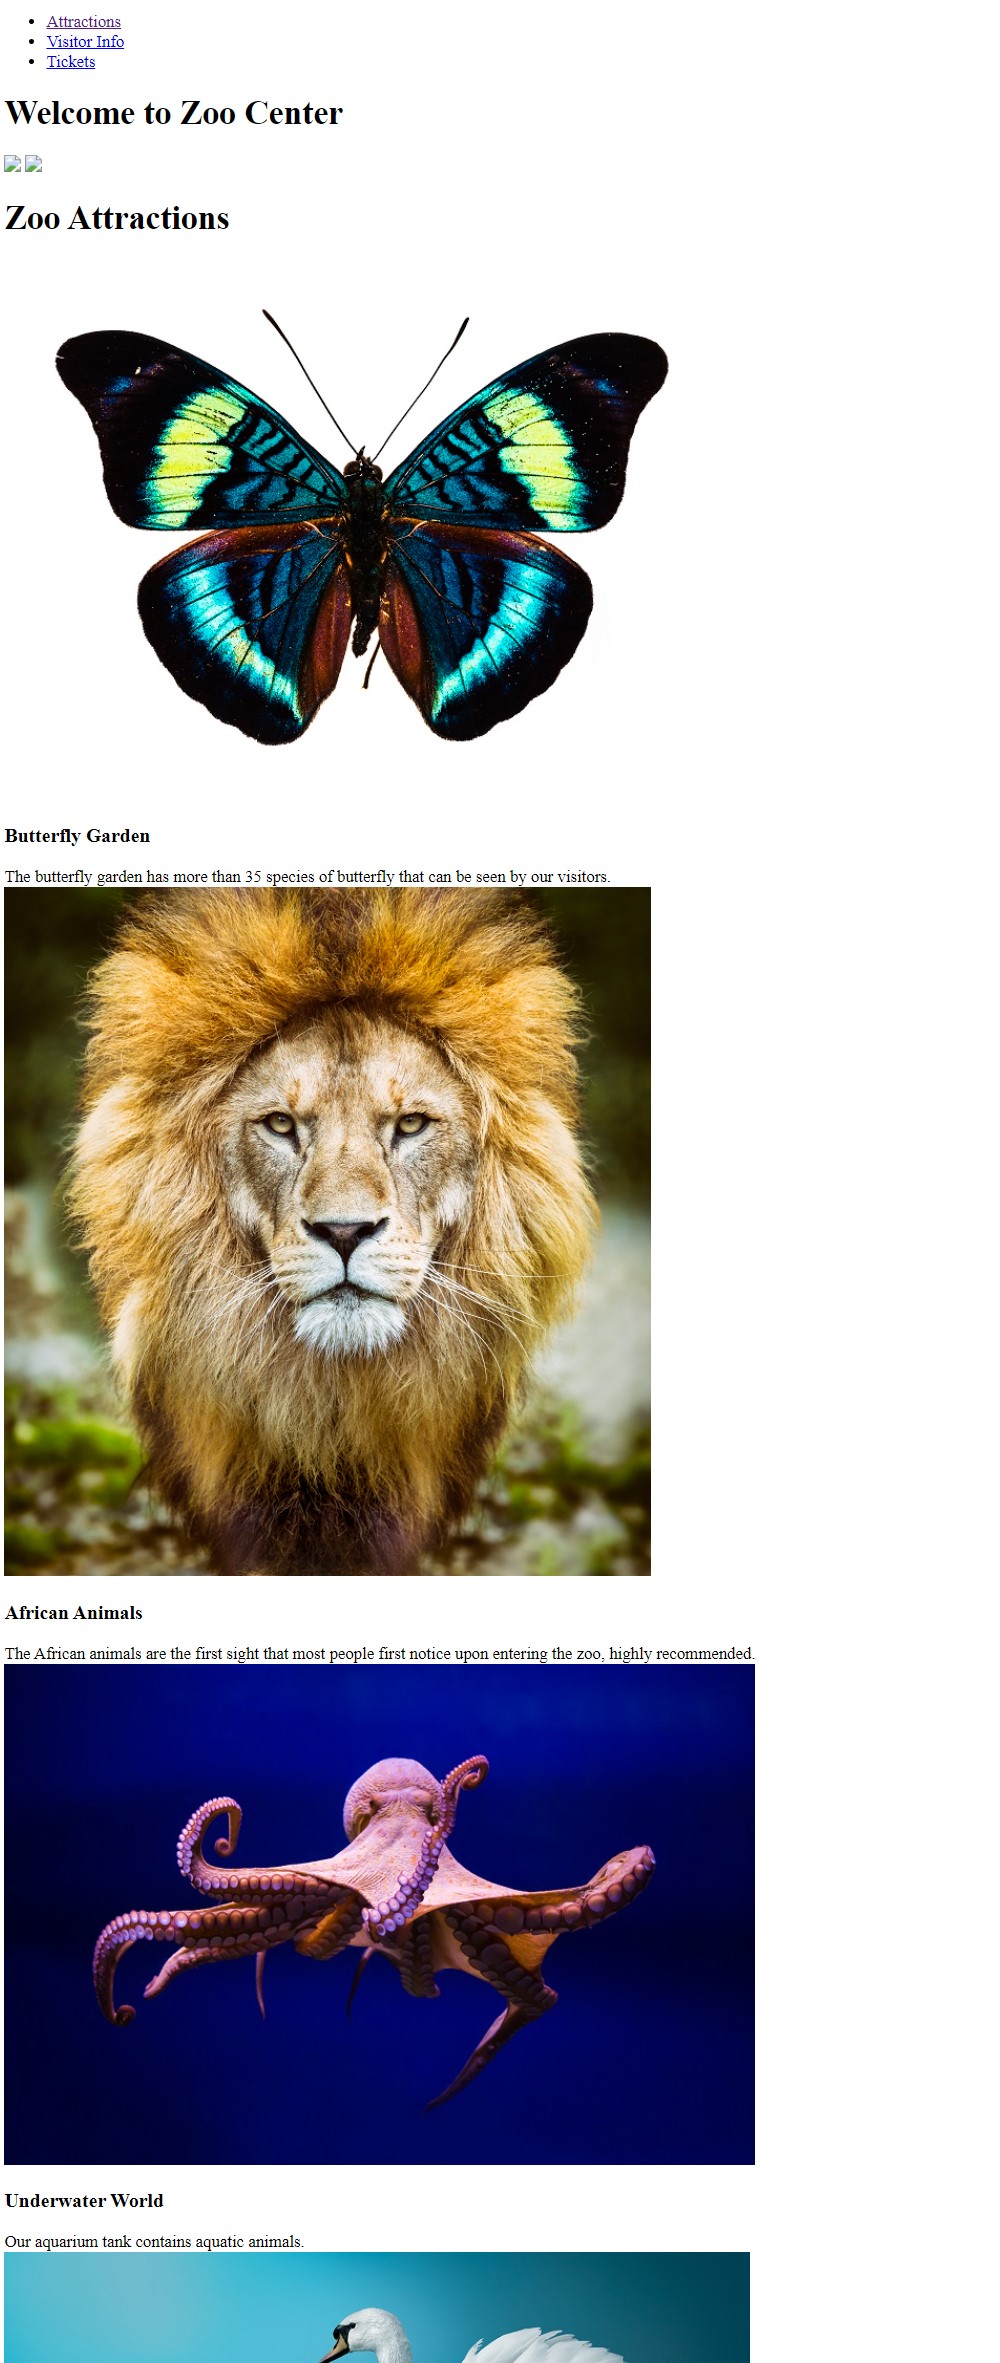 Attractions
Visitor Info
Tickets
Welcome to Zoo Center
Zoo Attractions
Butterfly Garden
The butterfly garden has more than 35 species of butterfly that can be seen by our visitors.
African Animals
The African animals are the first sight that most people first notice upon entering the zoo, highly recommended.
Underwater World
Our aquarium tank contains aquatic animals.